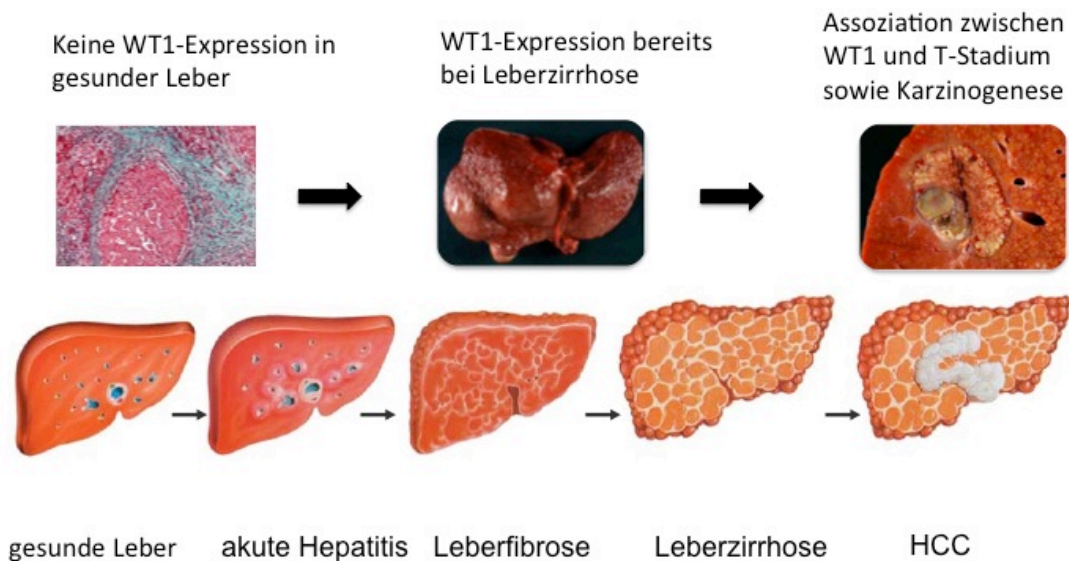 Keine WT1-Expression in
gesunder Leber
WT1-Expression bereits
bei Leberzirrhose
Assoziation zwischen
WT1 und T-Stadium
sowie Karzinogenese
gesunde Leber
akute Hepatitis
Leberfibrose
Leberzirrhose
HCC